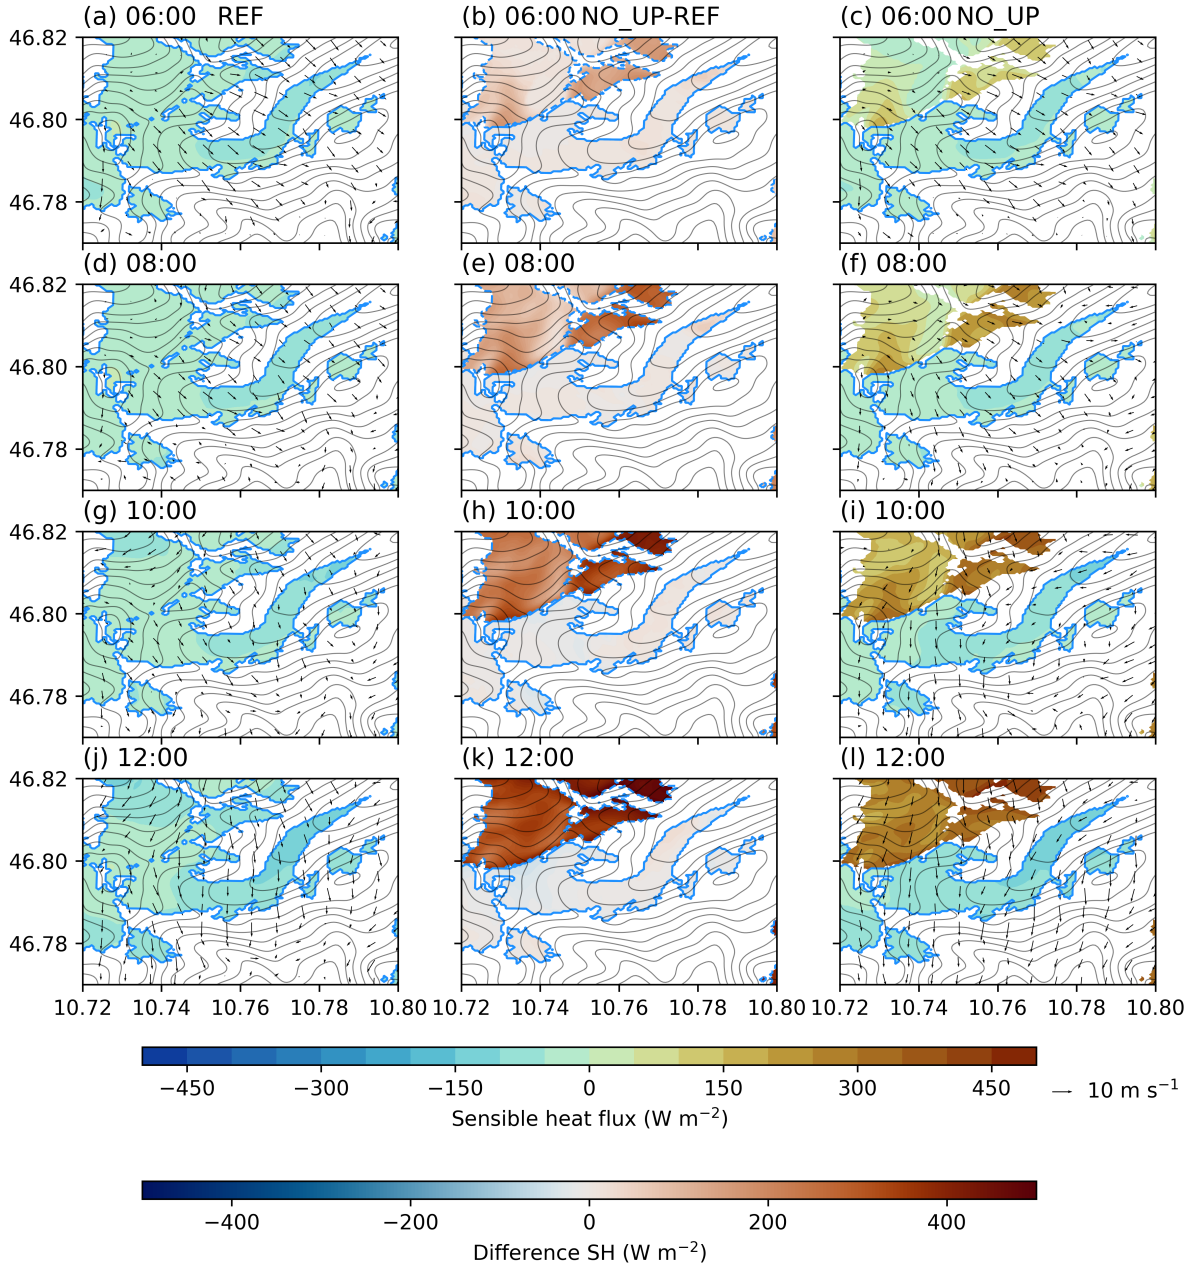 (a) 06:00 REF
(b) 06:00 NO_UP-REF
(c) 06:00 NO_UP
46.82
46.80
46.78
(d) 08:00
(e) 08:00
(f) 08:00
46.82
46.80
46.78
(g) 10:00
(h) 10:00
(i) 10:00
46.82
46.80
46.78
(j) 12:00
(k) 12:00
(l) 12:00
46.82
46.80
46.78
10.72 10.74 10.76 10.78 10.80
10.72 10.74 10.76 10.78 10.80
10.72 10.74 10.76 10.78 10.80
−450 −300 −150 0 150 300 450
10 m s⁻¹
Sensible heat flux (W m⁻²)
−400 −200 0 200 400
Difference SH (W m⁻²)